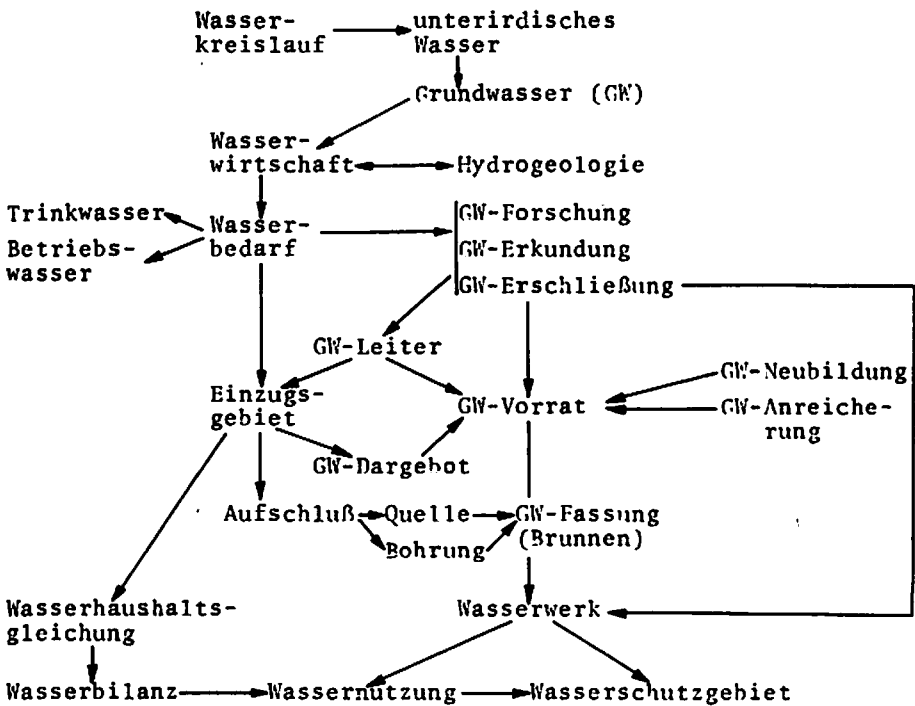 Wasser-
kreislauf
unterirdisches
Wasser
Grundwasser (GW)
Wasser-
wirtschaft
Hydrogeologie
Trinkwasser
Betriebs-
wasser
Wasser-
bedarf
GW-Forschung
GW-Erkundung
GW-Erschließung
GW-Leiter
Einzugs-
gebiet
GW-Vorrat
GW-Neubildung
GW-Anreiche-
rung
GW-Dargebot
Aufschluß
Quelle
Bohrung
GW-Fassung
(Brunnen)
Wasserhaushalts-
gleichung
Wasserwerk
Wasserbilanz
Wassernutzung
Wasserschutzgebiet